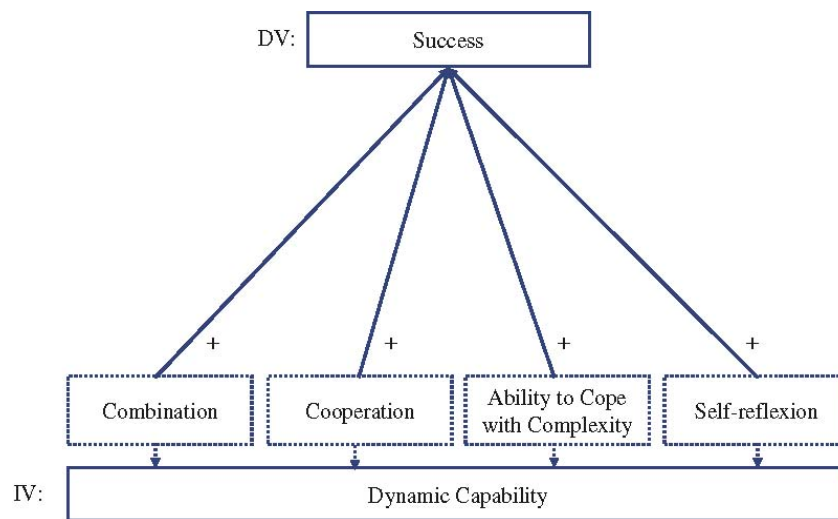 DV:
Success
+ + + +
Combination
Cooperation
Ability to Cope
with Complexity
Self-reflexion
IV:
Dynamic Capability